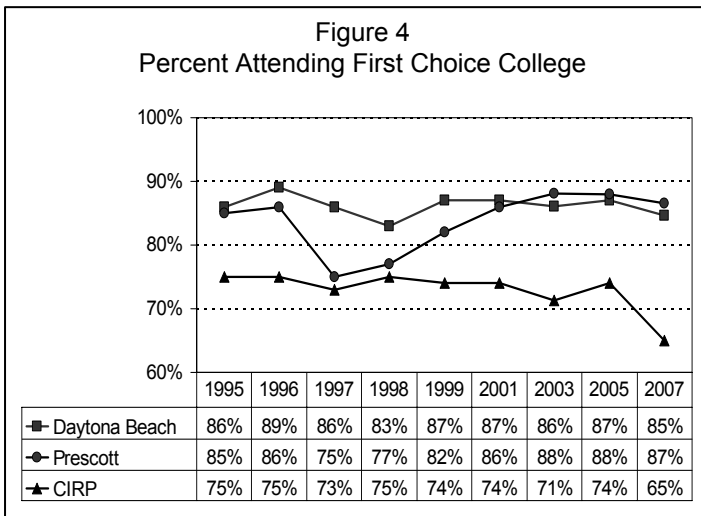 Figure 4
Percent Attending First Choice College
100%
90%
80%
70%
60%
1995 1996 1997 1998 1999 2001 2003 2005 2007
Daytona Beach 86% 89% 86% 83% 87% 87% 86% 87% 85%
Prescott 85% 86% 75% 77% 82% 86% 88% 88% 87%
CIRP 75% 75% 73% 75% 74% 74% 71% 74% 65%